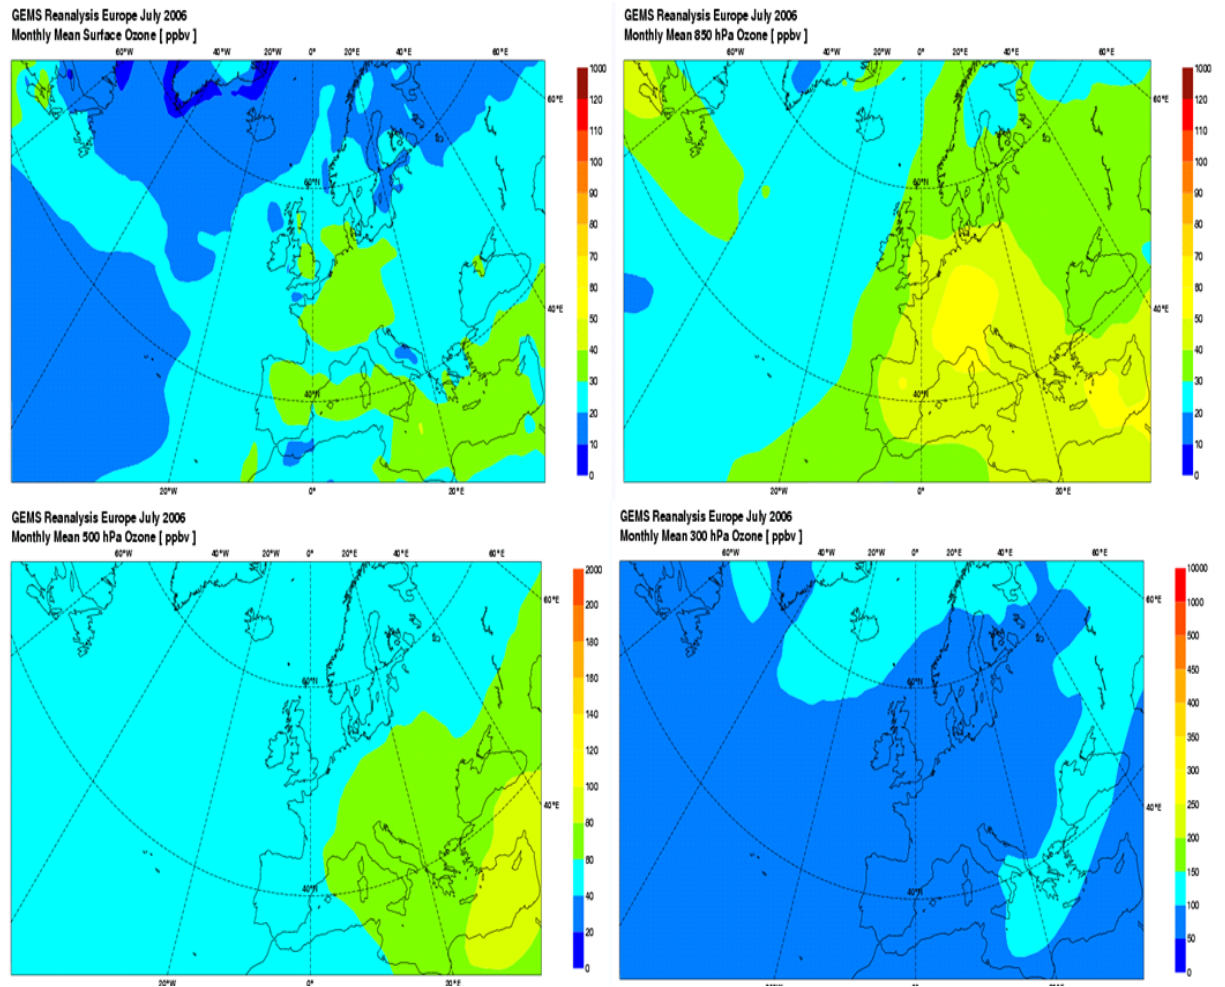 GEMS Reanalysis Europe July 2006
Monthly Mean Surface Ozone [ ppbv ]
60°W 40°W 20°W 0° 20°E 40°E 60°E
1000
120
110
100
90
80
70
60
50
40
30
20
10
0
60°E
40°E
60°N
40°N
20°W 0° 20°E
GEMS Reanalysis Europe July 2006
Monthly Mean 850 hPa Ozone [ ppbv ]
60°W 40°W 20°W 0° 20°E 40°E 60°E
1000
120
110
100
90
80
70
60
50
40
30
20
10
0
60°E
40°E
60°N
40°N
20°W 0° 20°E
GEMS Reanalysis Europe July 2006
Monthly Mean 500 hPa Ozone [ ppbv ]
60°W 40°W 20°W 0° 20°E 40°E 60°E
2000
200
180
160
140
120
100
80
60
40
20
0
60°E
40°E
60°N
40°N
20°W 0° 20°E
GEMS Reanalysis Europe July 2006
Monthly Mean 300 hPa Ozone [ ppbv ]
60°W 40°W 20°W 0° 20°E 40°E 60°E
10000
1000
500
450
400
350
300
250
200
150
100
50
0
60°E
40°E
60°N
40°N